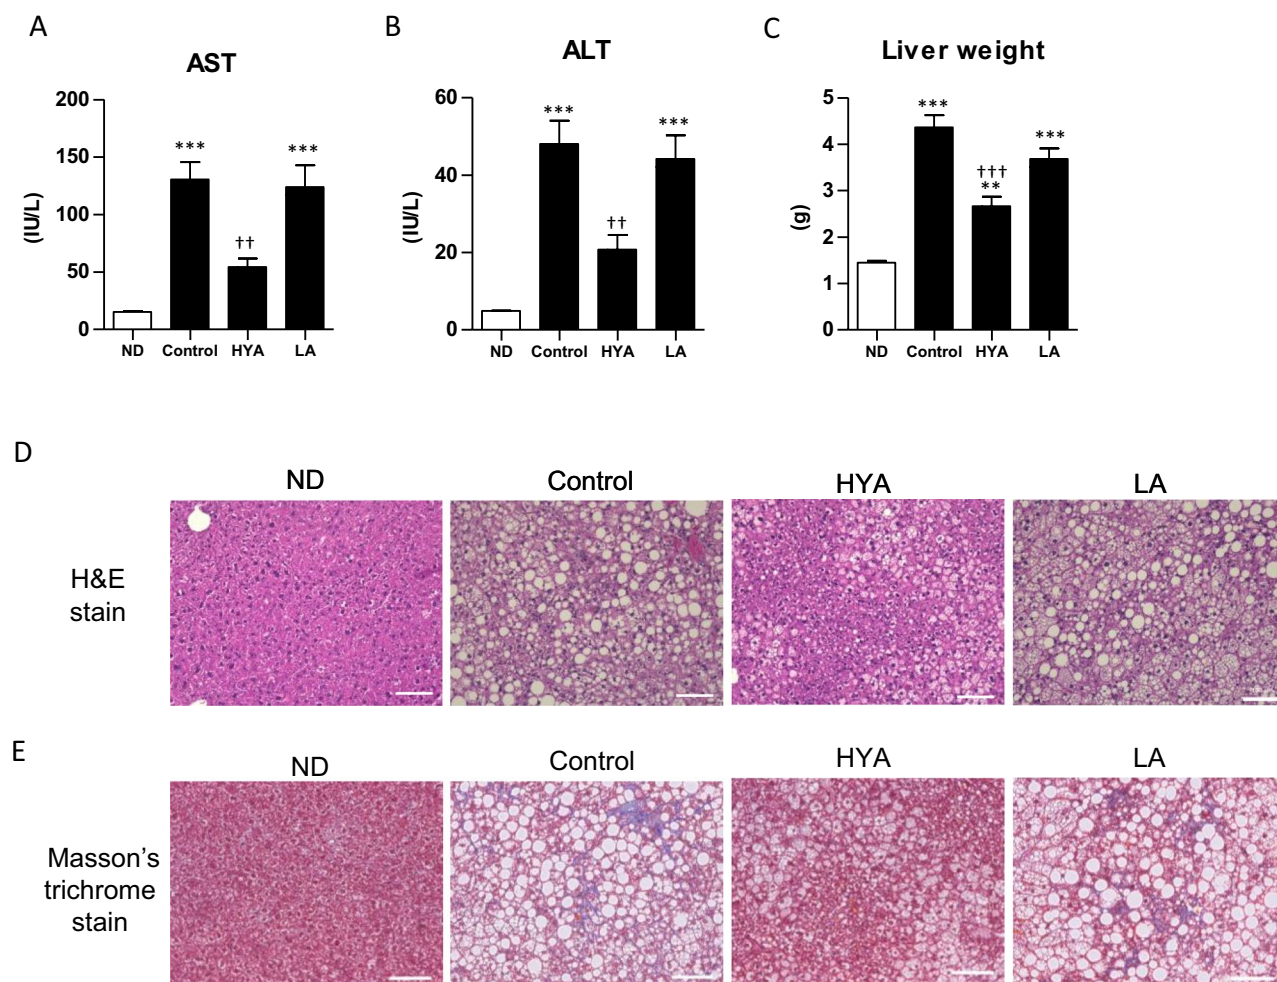 A
B
C
AST
ALT
Liver weight
200
150
100
50
0
(IU/L)
***
††
***
ND Control HYA LA
60
40
20
0
(IU/L)
***
††
***
ND Control HYA LA
5
4
3
2
1
0
(g)
***
†††
**
***
ND Control HYA LA
D
ND Control HYA LA
H&E
stain
E
ND Control HYA LA
Masson’s
trichrome
stain